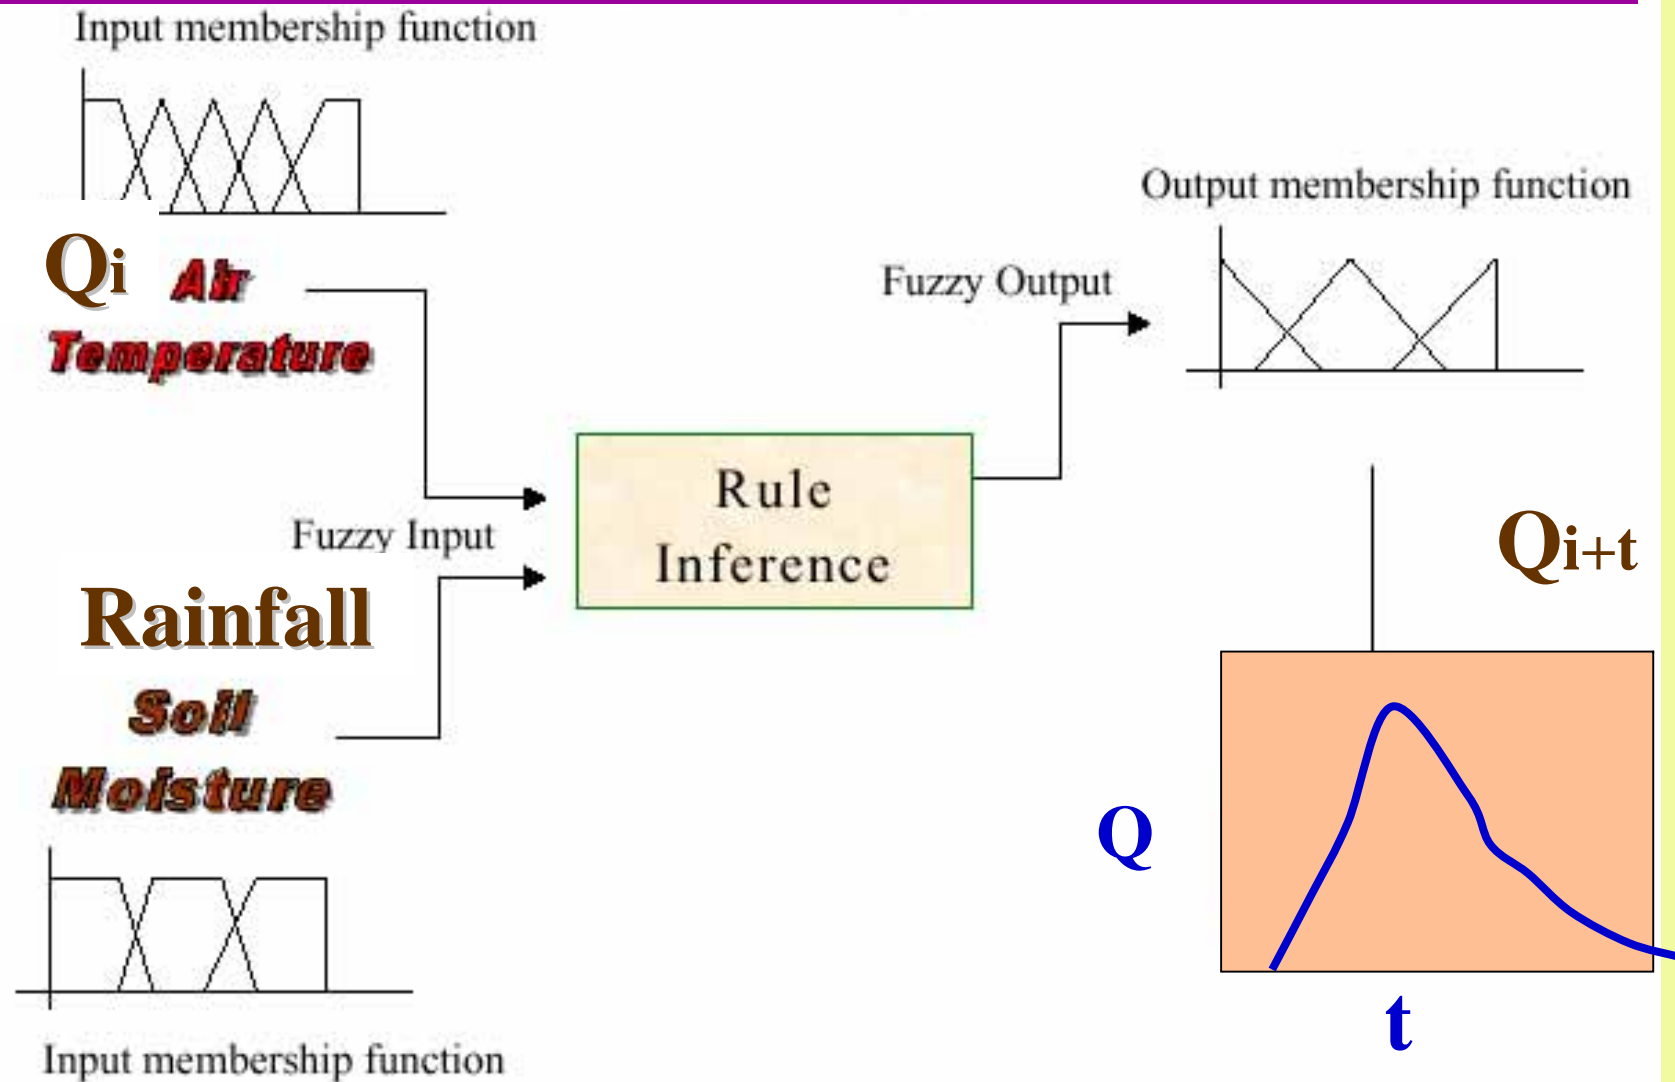 Input membership function
Qi Air
Temperature
Fuzzy Input
Rainfall
Soil
Moisture
Input membership function
Rule
Inference
Fuzzy Output
Output membership function
Qi+t
Q
t